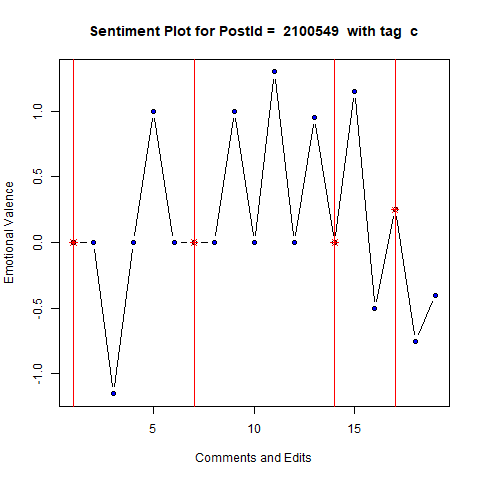 Sentiment Plot for PostId =  2100549  with tag  c
Emotional Valence
1.0
0.5
0.0
-0.5
-1.0
5
10
15
Comments and Edits